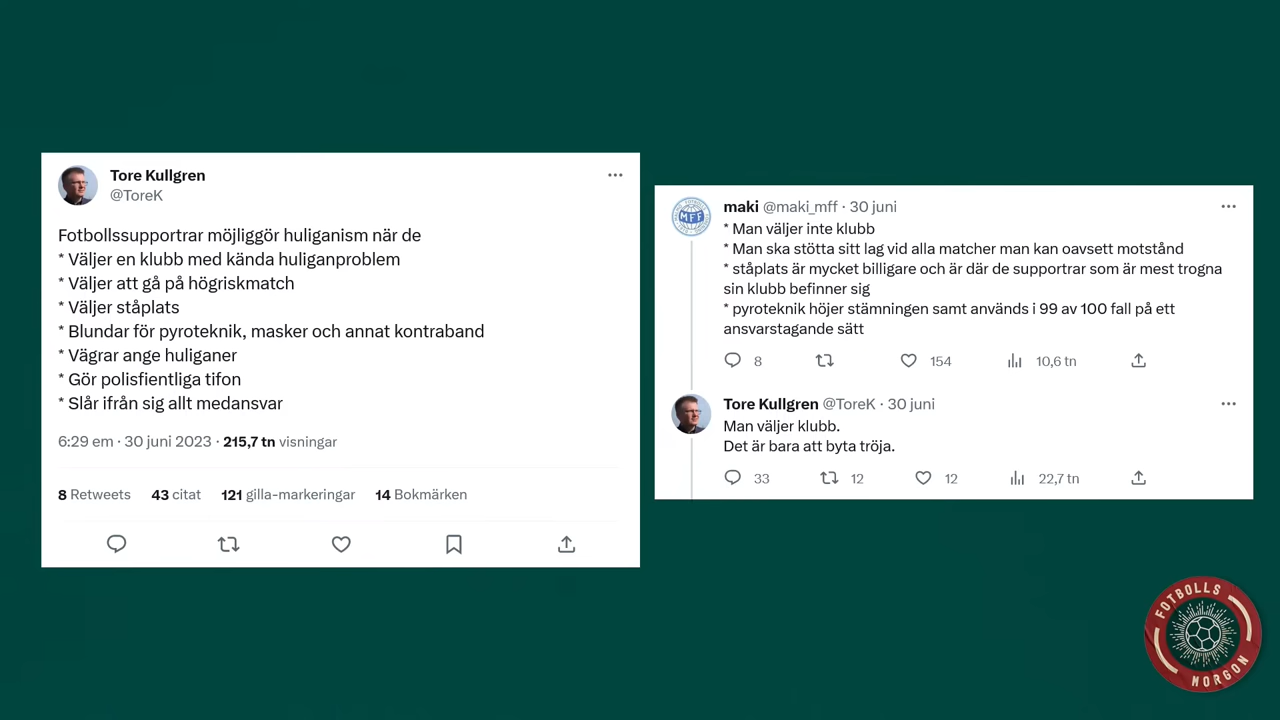 Tore Kullgren
@ToreK
Fotbollssupportrar möjliggör huliganism när de
* Väljer en klubb med kända huliganproblem
* Väljer att gå på högriskmatch
* Väljer ståplats
* Blundar för pyroteknik, masker och annat kontraband
* Vägrar ange huliganer
* Gör polisfientliga tifon
* Slår ifrån sig allt medansvar
6:29 em · 30 juni 2023 · 215,7 tn visningar
8 Retweets 43 citat 121 gilla-markeringar 14 Bokmärken
maki @maki_mff · 30 juni
* Man väljer inte klubb
* Man ska stötta sitt lag vid alla matcher man kan oavsett motstånd
* ståplats är mycket billigare och är där de supportrar som är mest trogna
sin klubb befinner sig
* pyroteknik höjer stämningen samt används i 99 av 100 fall på ett
ansvarstagande sätt
8 154 10,6 tn
Tore Kullgren @ToreK · 30 juni
Man väljer klubb.
Det är bara att byta tröja.
33 12 12 22,7 tn
MFF
FOTBOLLS
MORGON